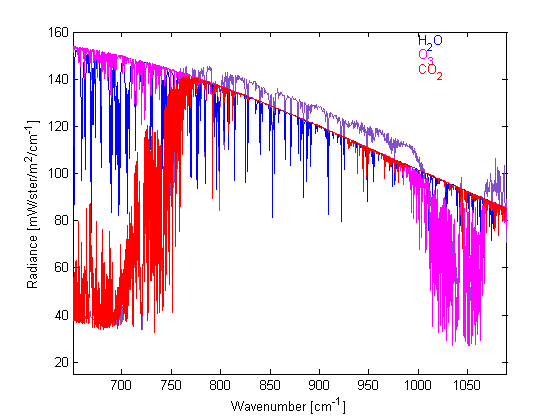 160
140
120
100
80
60
40
20
Radiance [mW/ster/m²/cm⁻¹]
H₂O
O₃
CO₂
700 750 800 850 900 950 1000 1050
Wavenumber [cm⁻¹]